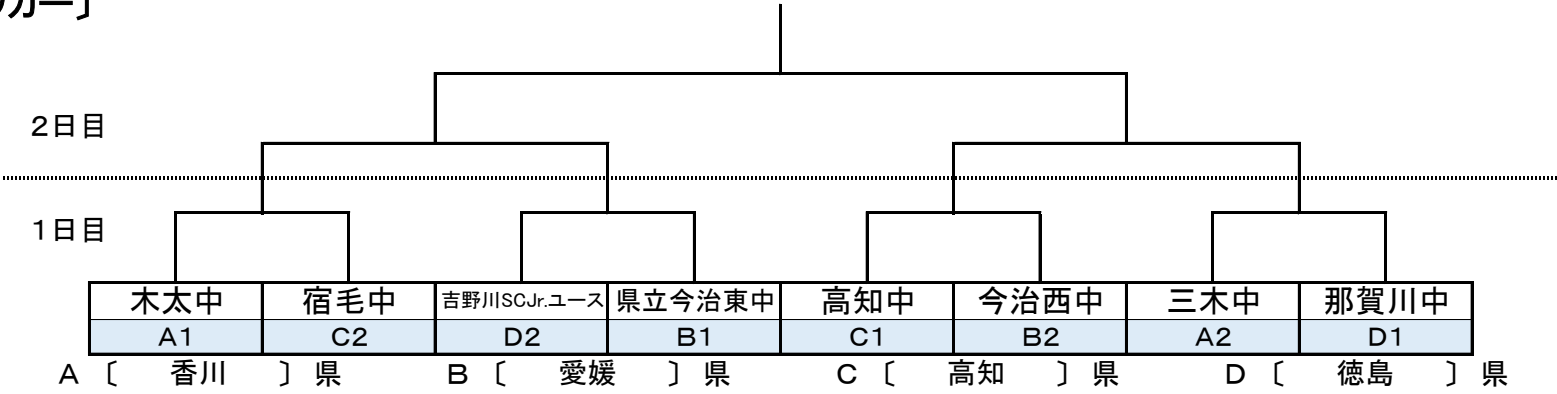 2日目
1日目
木太中 宿毛中 吉野川SCJr.ユース 県立今治東中 高知中 今治西中 三木中 那賀川中
A1 C2 D2 B1 C1 B2 A2 D1
A 〔 香川 〕県 B 〔 愛媛 〕県 C 〔 高知 〕県 D 〔 徳島 〕県